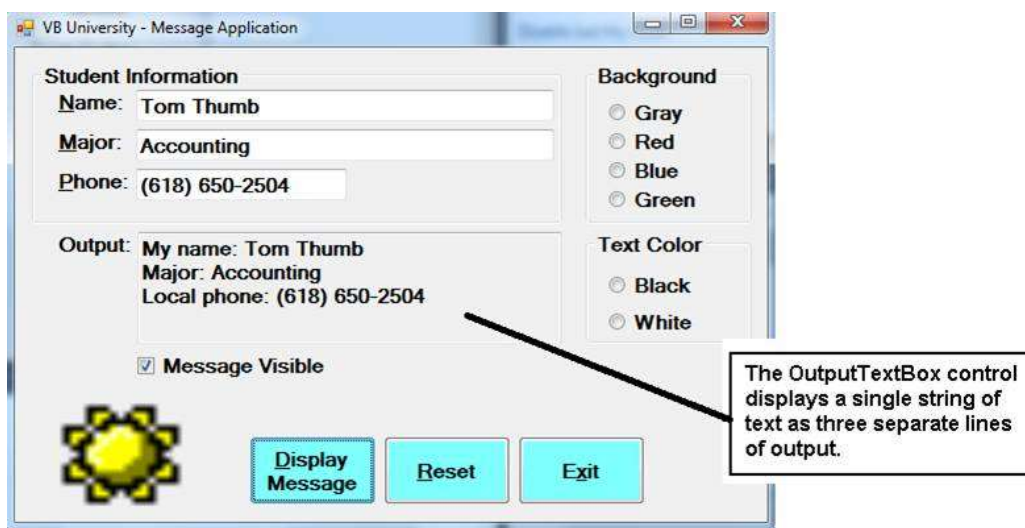 VB University - Message Application
Student Information
Name: Tom Thumb
Major: Accounting
Phone: (618) 650-2504
Background
Gray
Red
Blue
Green
Output: My name: Tom Thumb
Major: Accounting
Local phone: (618) 650-2504
Text Color
Black
White
Message Visible
Display
Message
Reset
Exit
The OutputTextBox control
displays a single string of
text as three separate lines
of output.